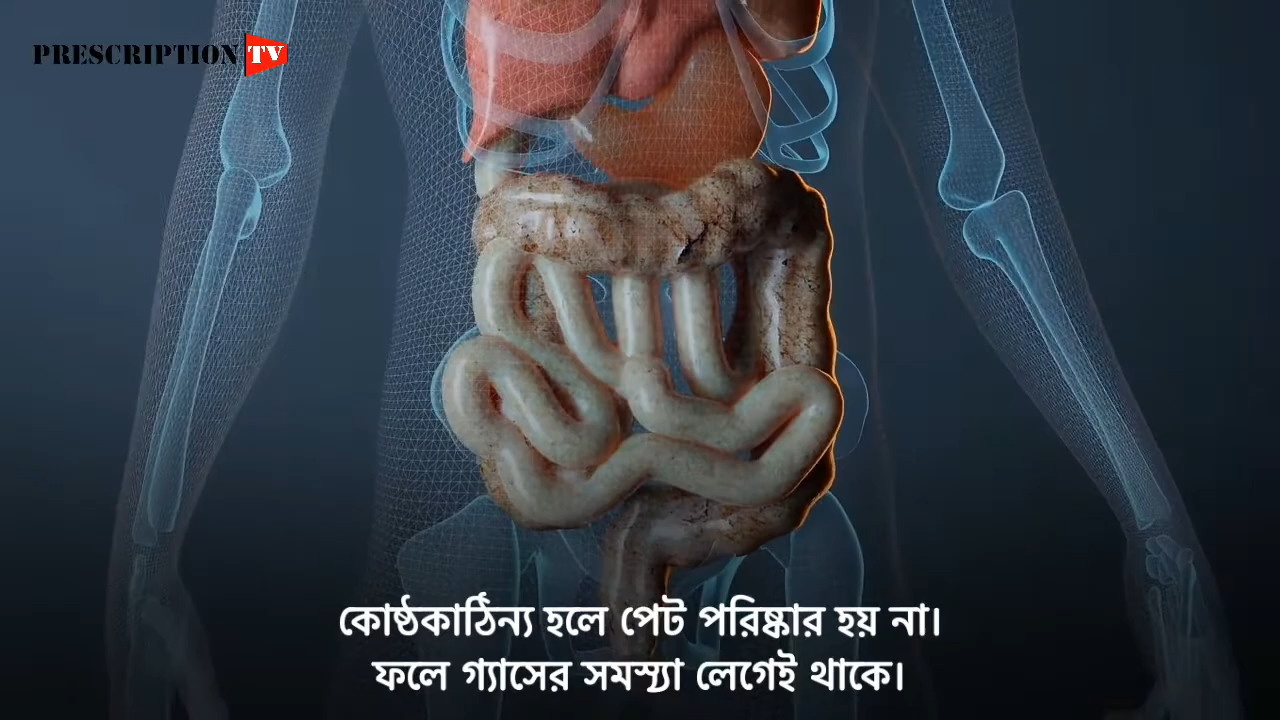 PRESCRIPTION TV
কোষ্ঠকাঠিন্য হলে পেট পরিষ্কার হয় না।
ফলে গ্যাসের সমস্যা লেগেই থাকে।